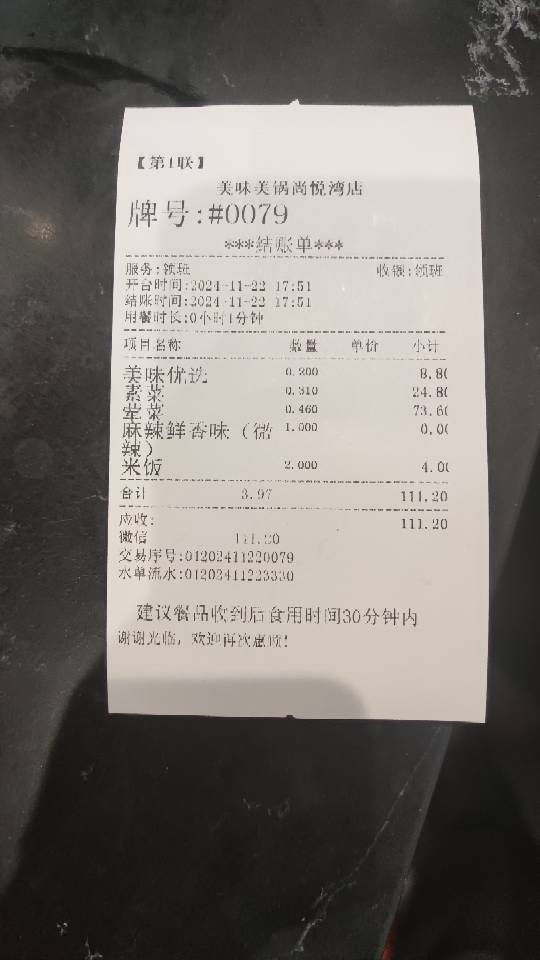 【第1联】
美味美锅尚悦湾店
牌号:#0079
***结账单***
服务:领班 收银:领班
开台时间:2024-11-22 17:51
结账时间:2024-11-22 17:51
用餐时长:0小时1分钟
项目名称 数量 单价 小计
美味优选 0.200 8.80
素菜 0.310 24.80
荤菜 0.460 73.60
麻辣鲜香味（微 1.000 0.00
辣）
米饭 2.000 4.00
合计 3.97 111.20
应收: 111.20
微信 111.20
交易序号:01202411220079
水单流水:01202411223330
建议餐品收到后食用时间30分钟内
谢谢光临，欢迎再次惠顾!